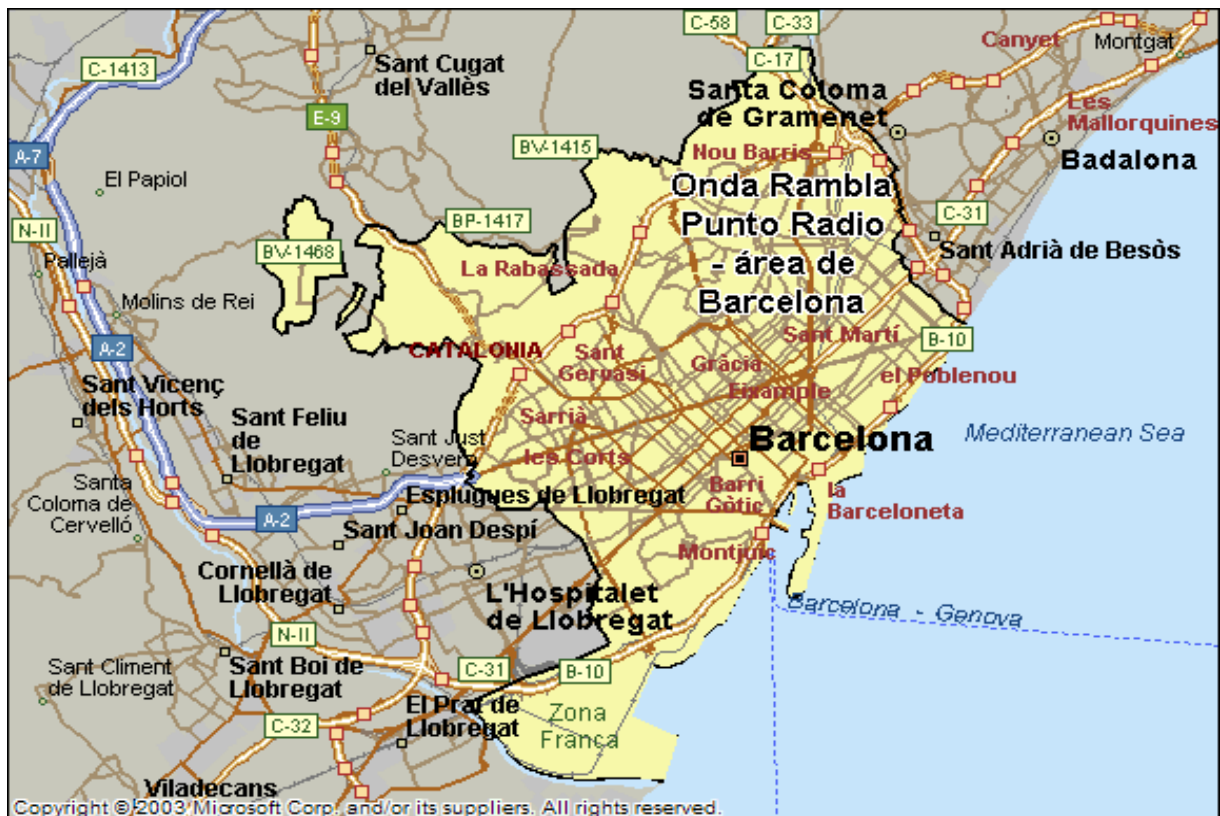 C-58
C-33
Canyet
Montgat
C-1413
Sant Cugat
del Vallès
C-17
Santa Coloma
de Gramenet
Les
Mallorquines
E-9
BV-1415
Nou Barris
A-7
Badalona
El Papiol
Onda Rambla
Punto Radio
- área de
Barcelona
N-II
BP-1417
C-31
BV-1468
Sant Adrià de Besòs
Pallejà
La Rabassada
Molins de Rei
A-2
CATALONIA
Sant
Gervasi
Gràcia
Sant Martí
B-10
Sant Vicenç
dels Horts
Eixample
el Poblenou
Sant Feliu
de
Llobregat
Sarrià
Sant Just
Desvern
les Corts
Barcelona
Mediterranean Sea
Santa
Coloma de
Cervelló
Esplugues de Llobregat
Barri
Gòtic
la
Barceloneta
A-2
Sant Joan Despí
Montjuïc
Cornellà de
Llobregat
L'Hospitalet
de Llobregat
Barcelona - Genova
N-II
Sant Climent
de Llobregat
Sant Boi de
Llobregat
C-31
B-10
C-32
El Prat de
Llobregat
Zona
Franca
Viladecans
Copyright © 2003 Microsoft Corp. and/or its suppliers. All rights reserved.